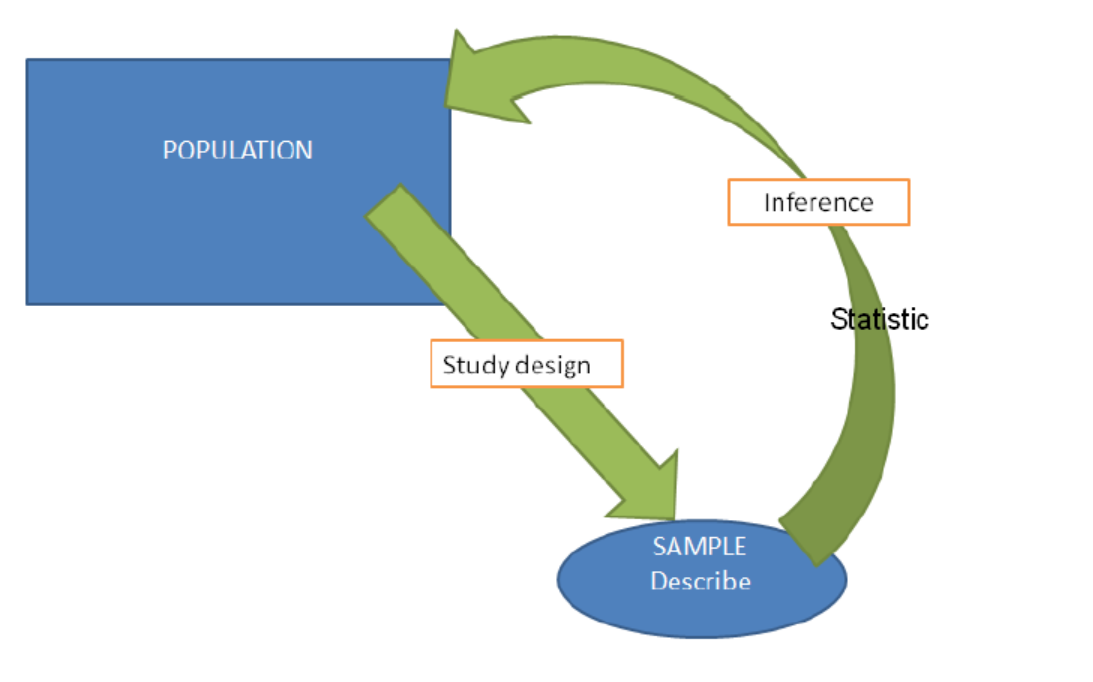 POPULATION
Inference
Statistic
Study design
SAMPLE
Describe